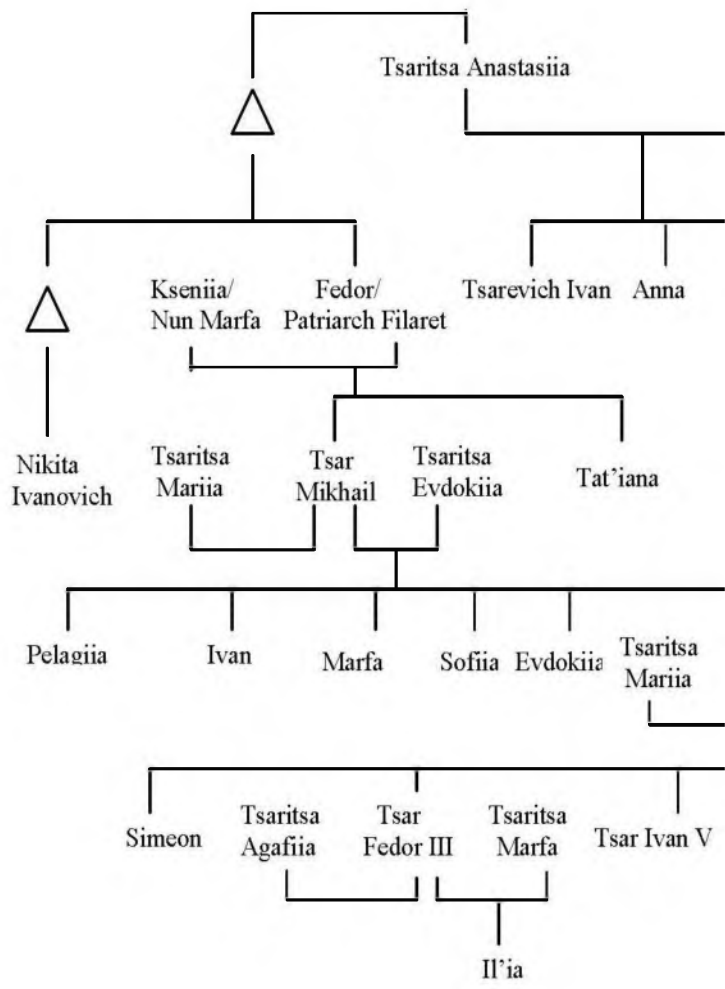 Tsaritsa Anastasiia
Kseniia/
Nun Marfa
Fedor/
Patriarch Filaret
Tsarevich Ivan
Anna
Nikita
Ivanovich
Tsaritsa
Mariia
Tsar
Mikhail
Tsaritsa
Evdokiia
Tat’iana
Pelagiia
Ivan
Marfa
Sofiia
Evdokiia
Tsaritsa
Mariia
Simeon
Tsaritsa
Agafiia
Tsar
Fedor III
Tsaritsa
Marfa
Tsar Ivan V
Il’ia